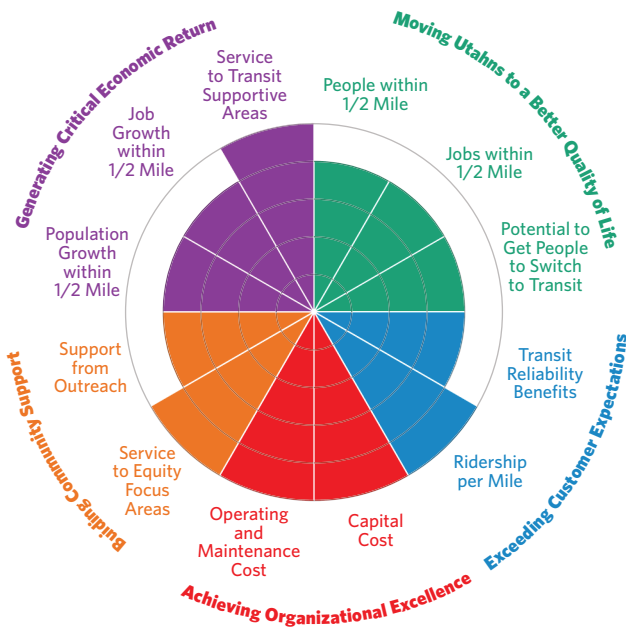 Generating Critical Economic Return
Moving Utahns to a Better Quality of Life
Service
to Transit
Supportive
Areas
People within
1/2 Mile
Job
Growth
within
1/2 Mile
Jobs within
1/2 Mile
Population
Growth
within
1/2 Mile
Potential to
Get People
to Switch
to Transit
Support
from
Outreach
Transit
Reliability
Benefits
Service
to Equity
Focus
Areas
Ridership
per Mile
Operating
and
Maintenance
Cost
Capital
Cost
Buiding Community Support
Exceeding Customer Expectations
Achieving Organizational Excellence